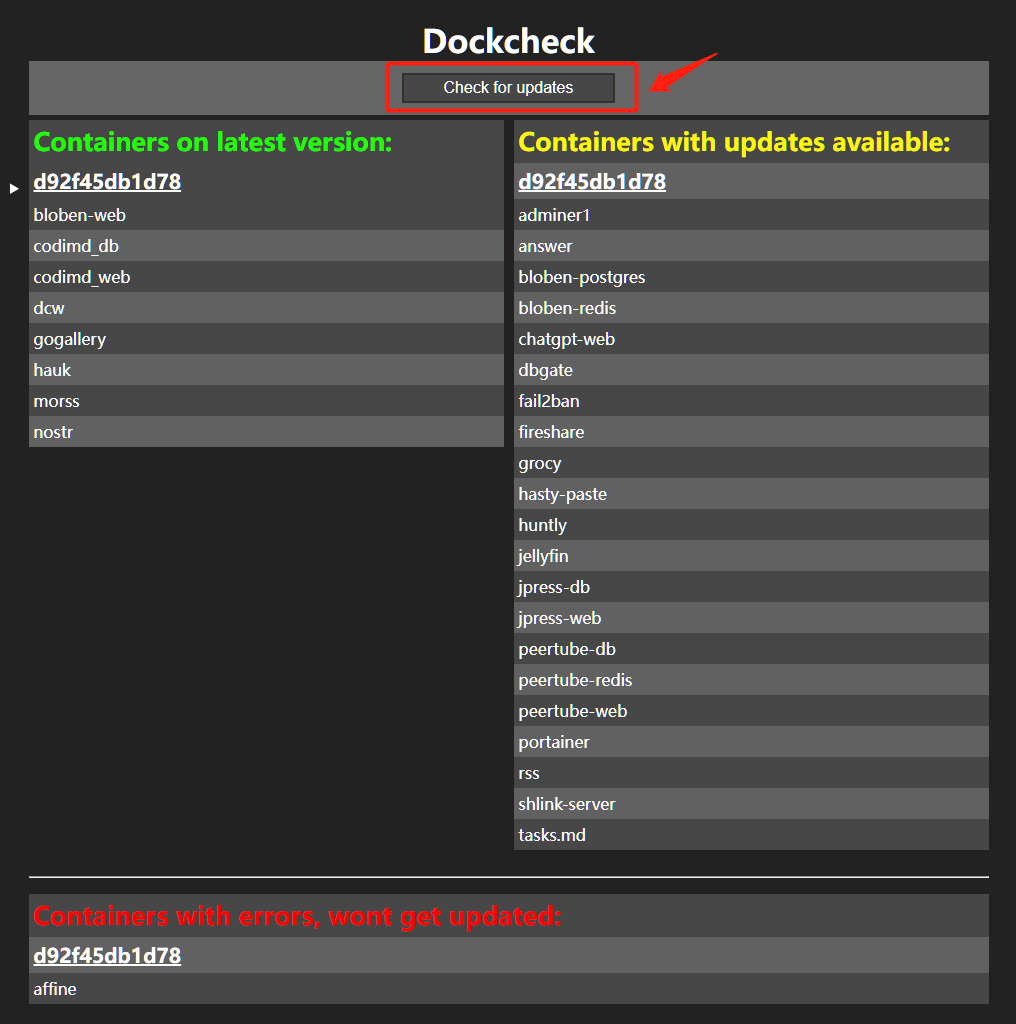 Dockcheck
Check for updates
Containers on latest version:
d92f45db1d78
bloben-web
codimd_db
codimd_web
dcw
gogallery
hauk
morss
nostr
Containers with updates available:
d92f45db1d78
adminer1
answer
bloben-postgres
bloben-redis
chatgpt-web
dbgate
fail2ban
fireshare
grocy
hasty-paste
huntly
jellyfin
jpress-db
jpress-web
peertube-db
peertube-redis
peertube-web
portainer
rss
shlink-server
tasks.md
Containers with errors, wont get updated:
d92f45db1d78
affine